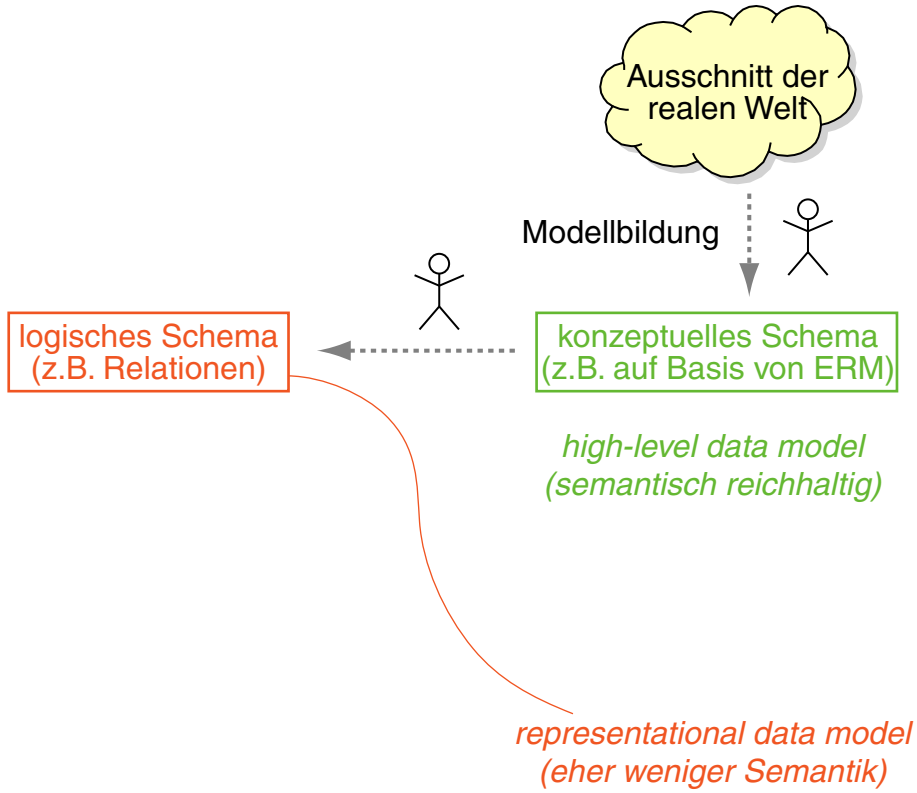 Ausschnitt der
realen Welt
Modellbildung
logisches Schema
(z.B. Relationen)
konzeptuelles Schema
(z.B. auf Basis von ERM)
high-level data model
(semantisch reichhaltig)
representational data model
(eher weniger Semantik)